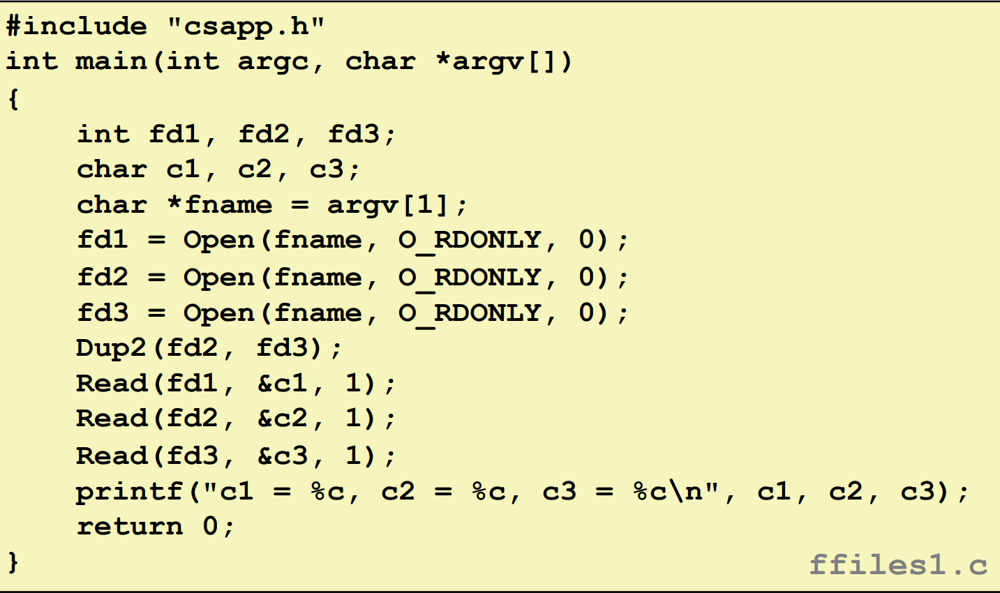 #include "csapp.h"
int main(int argc, char *argv[])
{
    int fd1, fd2, fd3;
    char c1, c2, c3;
    char *fname = argv[1];
    fd1 = Open(fname, O_RDONLY, 0);
    fd2 = Open(fname, O_RDONLY, 0);
    fd3 = Open(fname, O_RDONLY, 0);
    Dup2(fd2, fd3);
    Read(fd1, &c1, 1);
    Read(fd2, &c2, 1);
    Read(fd3, &c3, 1);
    printf("c1 = %c, c2 = %c, c3 = %c\n", c1, c2, c3);
    return 0;
}
ffiles1.c